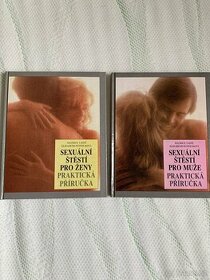 SEXUÁLNÍ
ŠTĚSTÍ
PRO ŽENY
PRAKTICKÁ
PŘÍRUČKA
SEXUÁLNÍ
ŠTĚSTÍ
PRO MUŽE
PRAKTICKÁ
PŘÍRUČKA